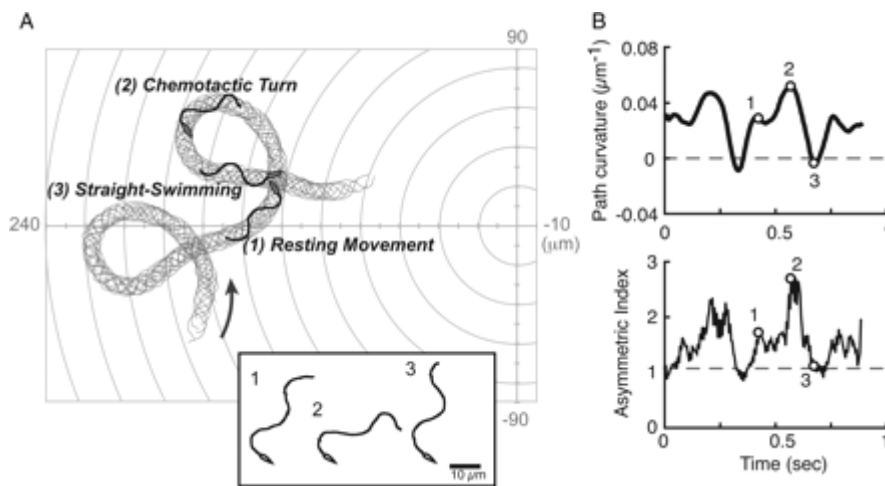 A
90
(2) Chemotactic Turn
(3) Straight-Swimming
240
-10
(μm)
(1) Resting Movement
-90
1
2
3
10 μm
B
Path curvature (μm-1)
0.08
0.04
0
-0.04
1
2
3
0
0.5
1
Asymmetric Index
3
2
1
0
1
2
3
0
0.5
1
Time (sec)